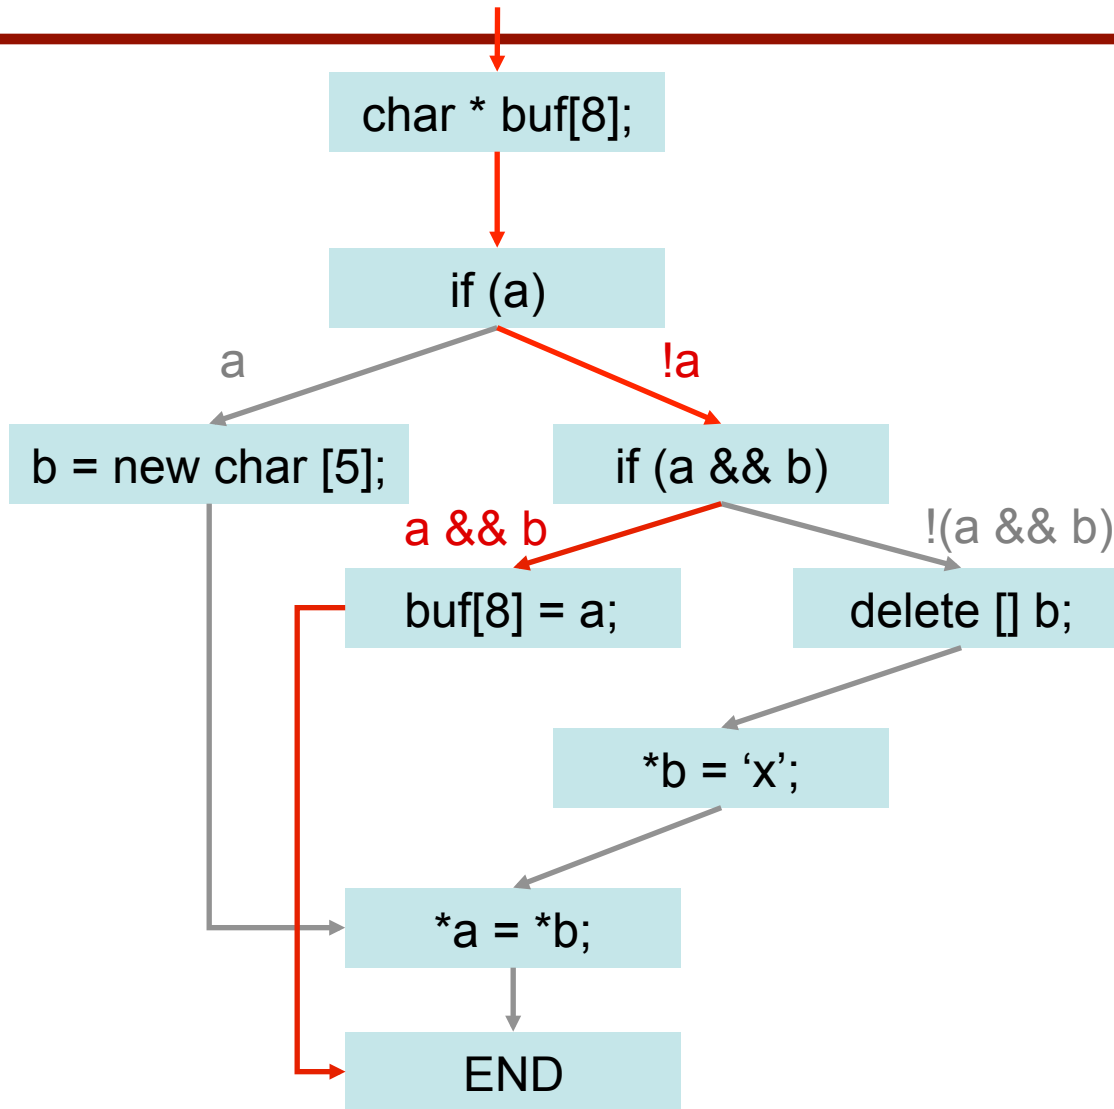 char * buf[8];
if (a)
a
!a
b = new char [5];
if (a && b)
a && b
!(a && b)
buf[8] = a;
delete [] b;
*b = ‘x’;
*a = *b;
END